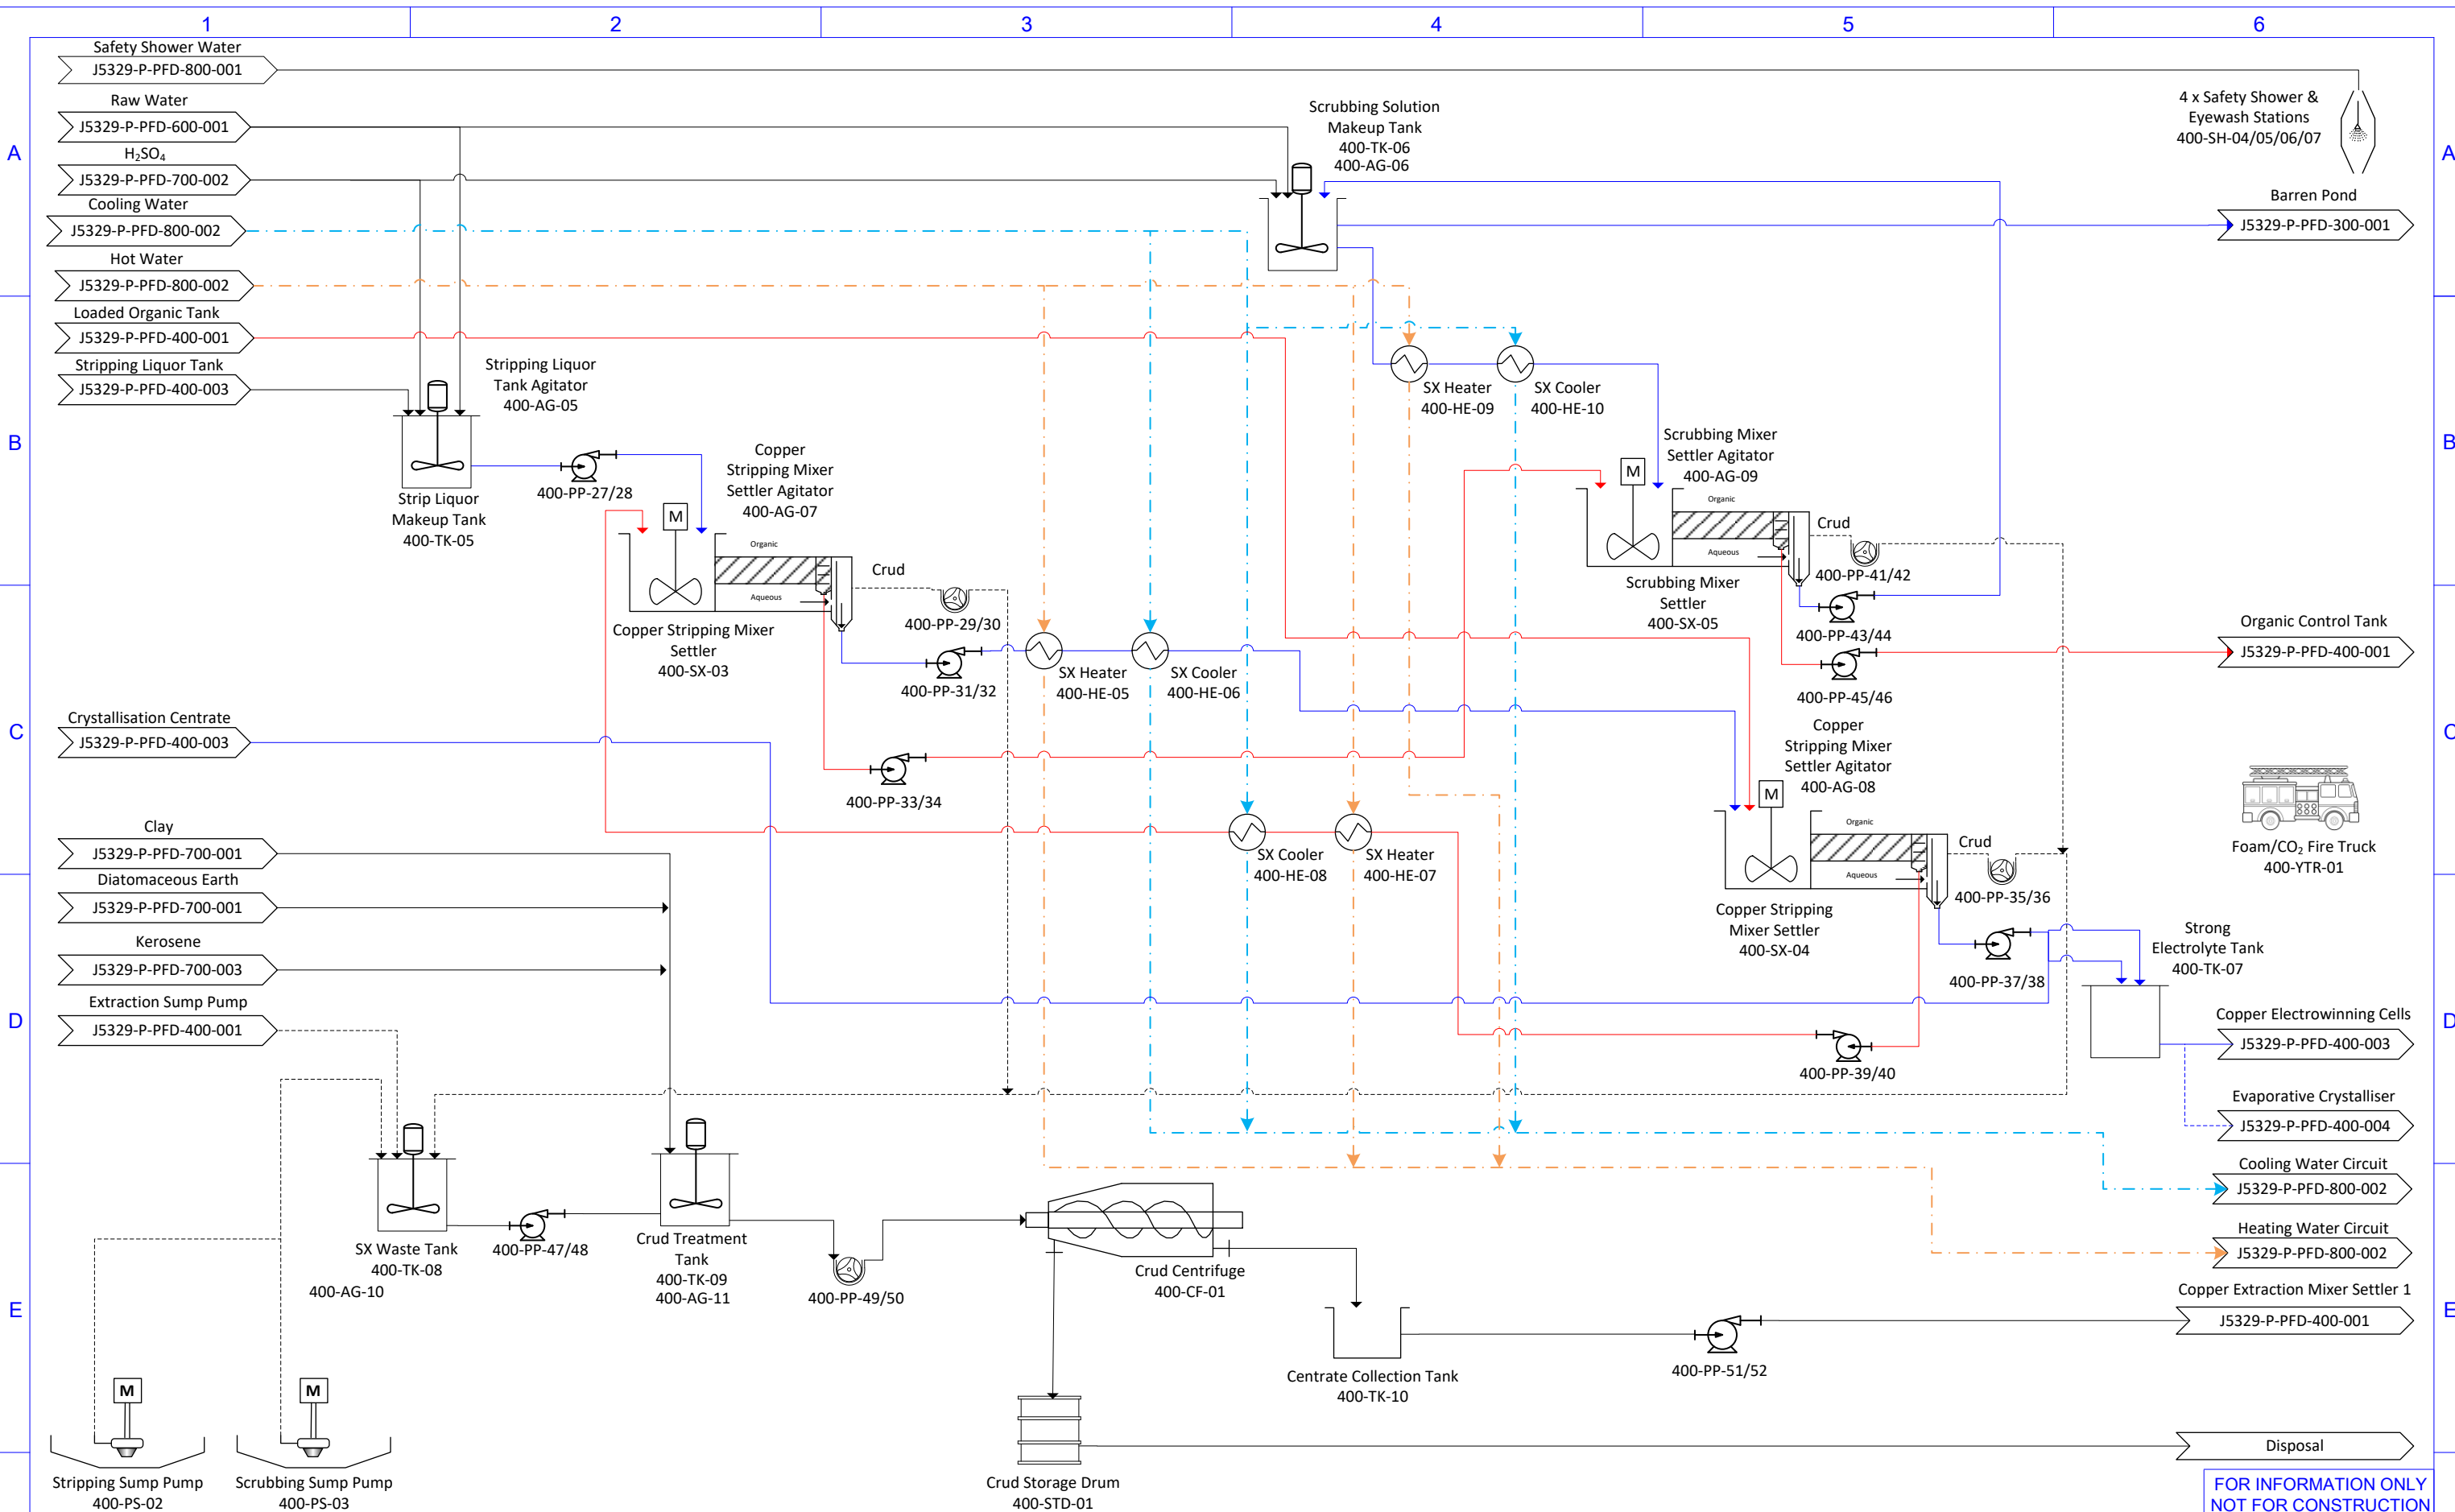 1
2
3
4
5
6
Safety Shower Water
J5329-P-PFD-800-001
Raw Water
J5329-P-PFD-600-001
H₂SO₄
J5329-P-PFD-700-002
Cooling Water
J5329-P-PFD-800-002
Hot Water
J5329-P-PFD-800-002
Loaded Organic Tank
J5329-P-PFD-400-001
Stripping Liquor Tank
J5329-P-PFD-400-003
A
A
Scrubbing Solution
Makeup Tank
400-TK-06
400-AG-06
4 x Safety Shower &
Eyewash Stations
400-SH-04/05/06/07
Barren Pond
J5329-P-PFD-300-001
B
B
Stripping Liquor
Tank Agitator
400-AG-05
Strip Liquor
Makeup Tank
400-TK-05
400-PP-27/28
Copper
Stripping Mixer
Settler Agitator
400-AG-07
M
Organic
Aqueous
Crud
Copper Stripping Mixer
Settler
400-SX-03
400-PP-29/30
400-PP-31/32
400-PP-33/34
SX Heater
400-HE-05
SX Cooler
400-HE-06
SX Heater
400-HE-09
SX Cooler
400-HE-10
Scrubbing Mixer
Settler Agitator
400-AG-09
M
Organic
Aqueous
Crud
400-PP-41/42
Scrubbing Mixer
Settler
400-SX-05
400-PP-43/44
400-PP-45/46
Organic Control Tank
J5329-P-PFD-400-001
C
C
Crystallisation Centrate
J5329-P-PFD-400-003
Clay
J5329-P-PFD-700-001
Diatomaceous Earth
J5329-P-PFD-700-001
Kerosene
J5329-P-PFD-700-003
Extraction Sump Pump
J5329-P-PFD-400-001
SX Cooler
400-HE-08
SX Heater
400-HE-07
Copper
Stripping Mixer
Settler Agitator
400-AG-08
M
Organic
Aqueous
Crud
400-PP-35/36
Copper Stripping
Mixer Settler
400-SX-04
400-PP-37/38
400-PP-39/40
Foam/CO₂ Fire Truck
400-YTR-01
D
D
Strong
Electrolyte Tank
400-TK-07
Copper Electrowinning Cells
J5329-P-PFD-400-003
Evaporative Crystalliser
J5329-P-PFD-400-004
Cooling Water Circuit
J5329-P-PFD-800-002
Heating Water Circuit
J5329-P-PFD-800-002
Copper Extraction Mixer Settler 1
J5329-P-PFD-400-001
E
E
SX Waste Tank
400-TK-08
400-AG-10
400-PP-47/48
Crud Treatment
Tank
400-TK-09
400-AG-11
400-PP-49/50
Crud Centrifuge
400-CF-01
Centrate Collection Tank
400-TK-10
400-PP-51/52
M
M
Stripping Sump Pump
400-PS-02
Scrubbing Sump Pump
400-PS-03
Crud Storage Drum
400-STD-01
Disposal
FOR INFORMATION ONLY
NOT FOR CONSTRUCTION